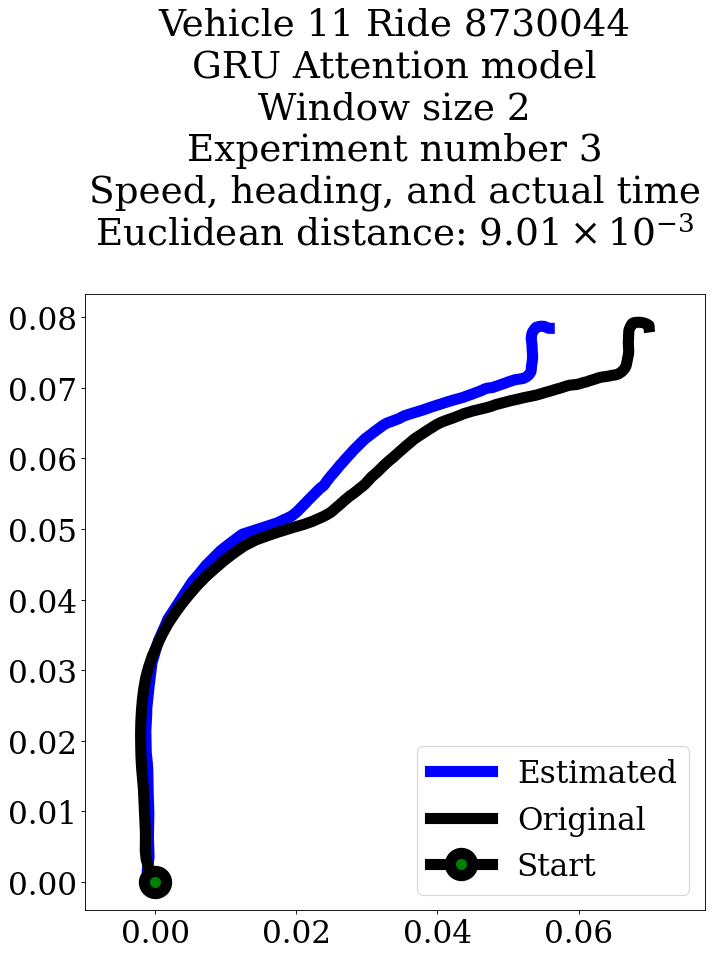 Vehicle 11 Ride 8730044
GRU Attention model
Window size 2
Experiment number 3
Speed, heading, and actual time
Euclidean distance: 9.01 × 10⁻³
0.08
0.07
0.06
0.05
0.04
0.03
0.02
0.01
0.00
Estimated
Original
Start
0.00 0.02 0.04 0.06